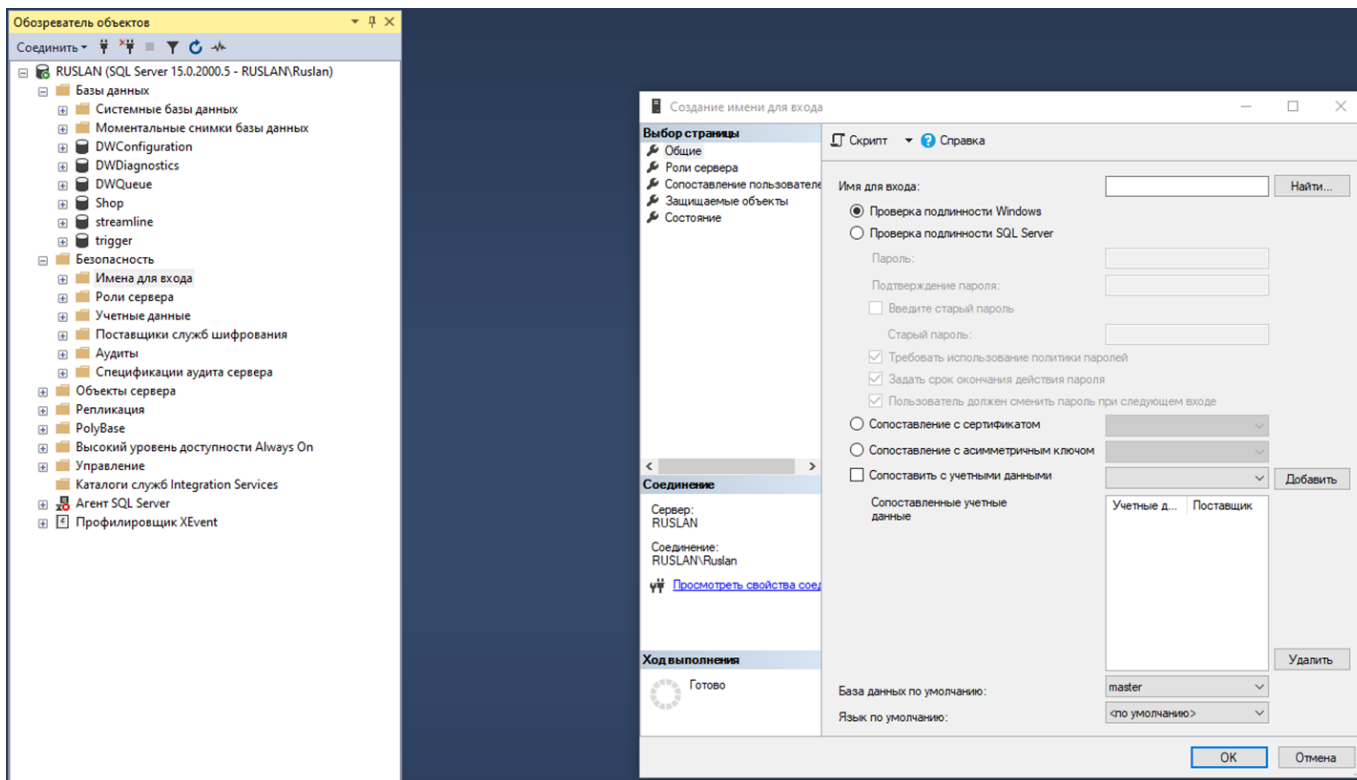 Обозреватель объектов
Соединить
RUSLAN (SQL Server 15.0.2000.5 - RUSLAN\Ruslan)
Базы данных
Системные базы данных
Моментальные снимки базы данных
DWConfiguration
DWDiagnostics
DWQueue
Shop
streamline
trigger
Безопасность
Имена для входа
Роли сервера
Учетные данные
Поставщики служб шифрования
Аудиты
Спецификации аудита сервера
Объекты сервера
Репликация
PolyBase
Высокий уровень доступности Always On
Управление
Каталоги служб Integration Services
Агент SQL Server
Профилировщик XEvent
Создание имени для входа
Выбор страницы
Общие
Роли сервера
Сопоставление пользователе
Защищаемые объекты
Состояние
Соединение
Сервер:
RUSLAN
Соединение:
RUSLAN\Ruslan
Просмотреть свойства соед
Ход выполнения
Готово
Скрипт Справка
Имя для входа: Найти...
Проверка подлинности Windows
Проверка подлинности SQL Server
Пароль:
Подтверждение пароля:
Введите старый пароль
Старый пароль:
Требовать использование политики паролей
Задать срок окончания действия пароля
Пользователь должен сменить пароль при следующем входе
Сопоставление с сертификатом
Сопоставление с асимметричным ключом
Сопоставить с учетными данными Добавить
Сопоставленные учетные
данные
Учетные д... Поставщик
Удалить
База данных по умолчанию: master
Язык по умолчанию: <по умолчанию>
OK Отмена